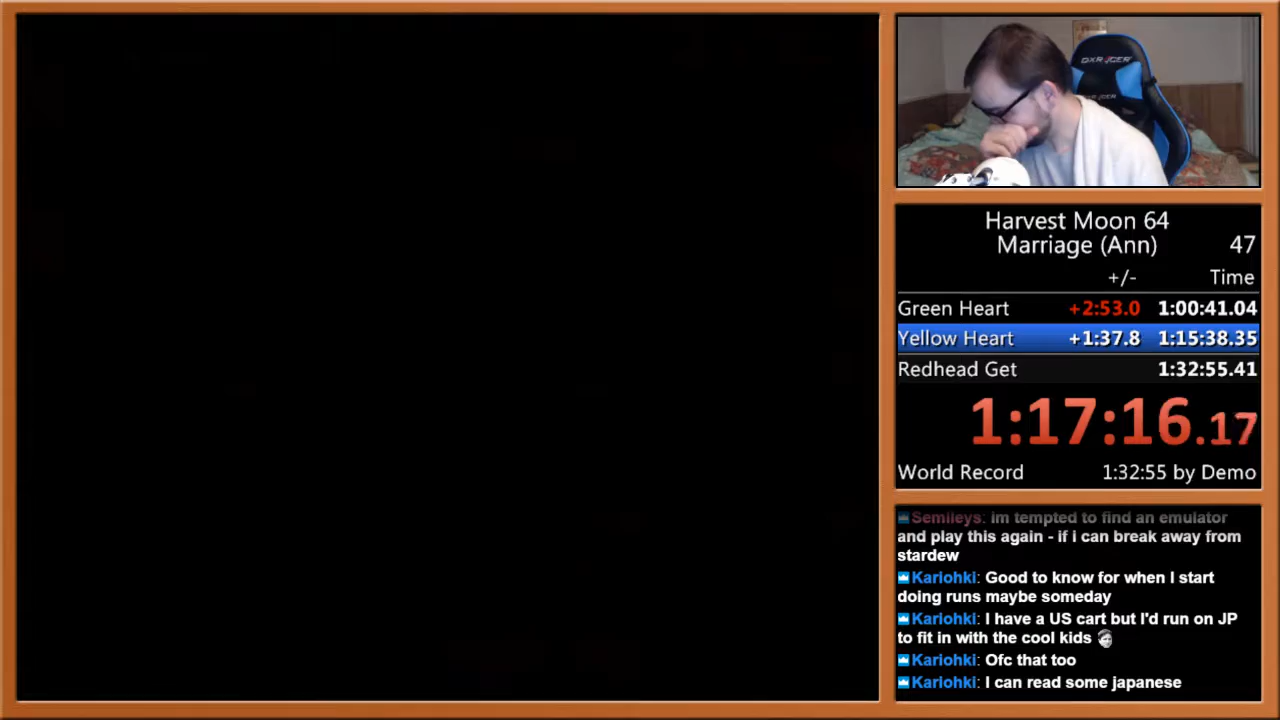 DXRACER
Harvest Moon 64
Marriage (Ann) 47
+/- Time
Green Heart +2:53.0 1:00:41.04
Yellow Heart +1:37.8 1:15:38.35
Redhead Get 1:32:55.41
1:17:16.17
World Record 1:32:55 by Demo
Semileys: im tempted to find an emulator
and play this again - if i can break away from
stardew
Kariohki: Good to know for when I start
doing runs maybe someday
Kariohki: I have a US cart but I'd run on JP
to fit in with the cool kids
Kariohki: Ofc that too
Kariohki: I can read some japanese